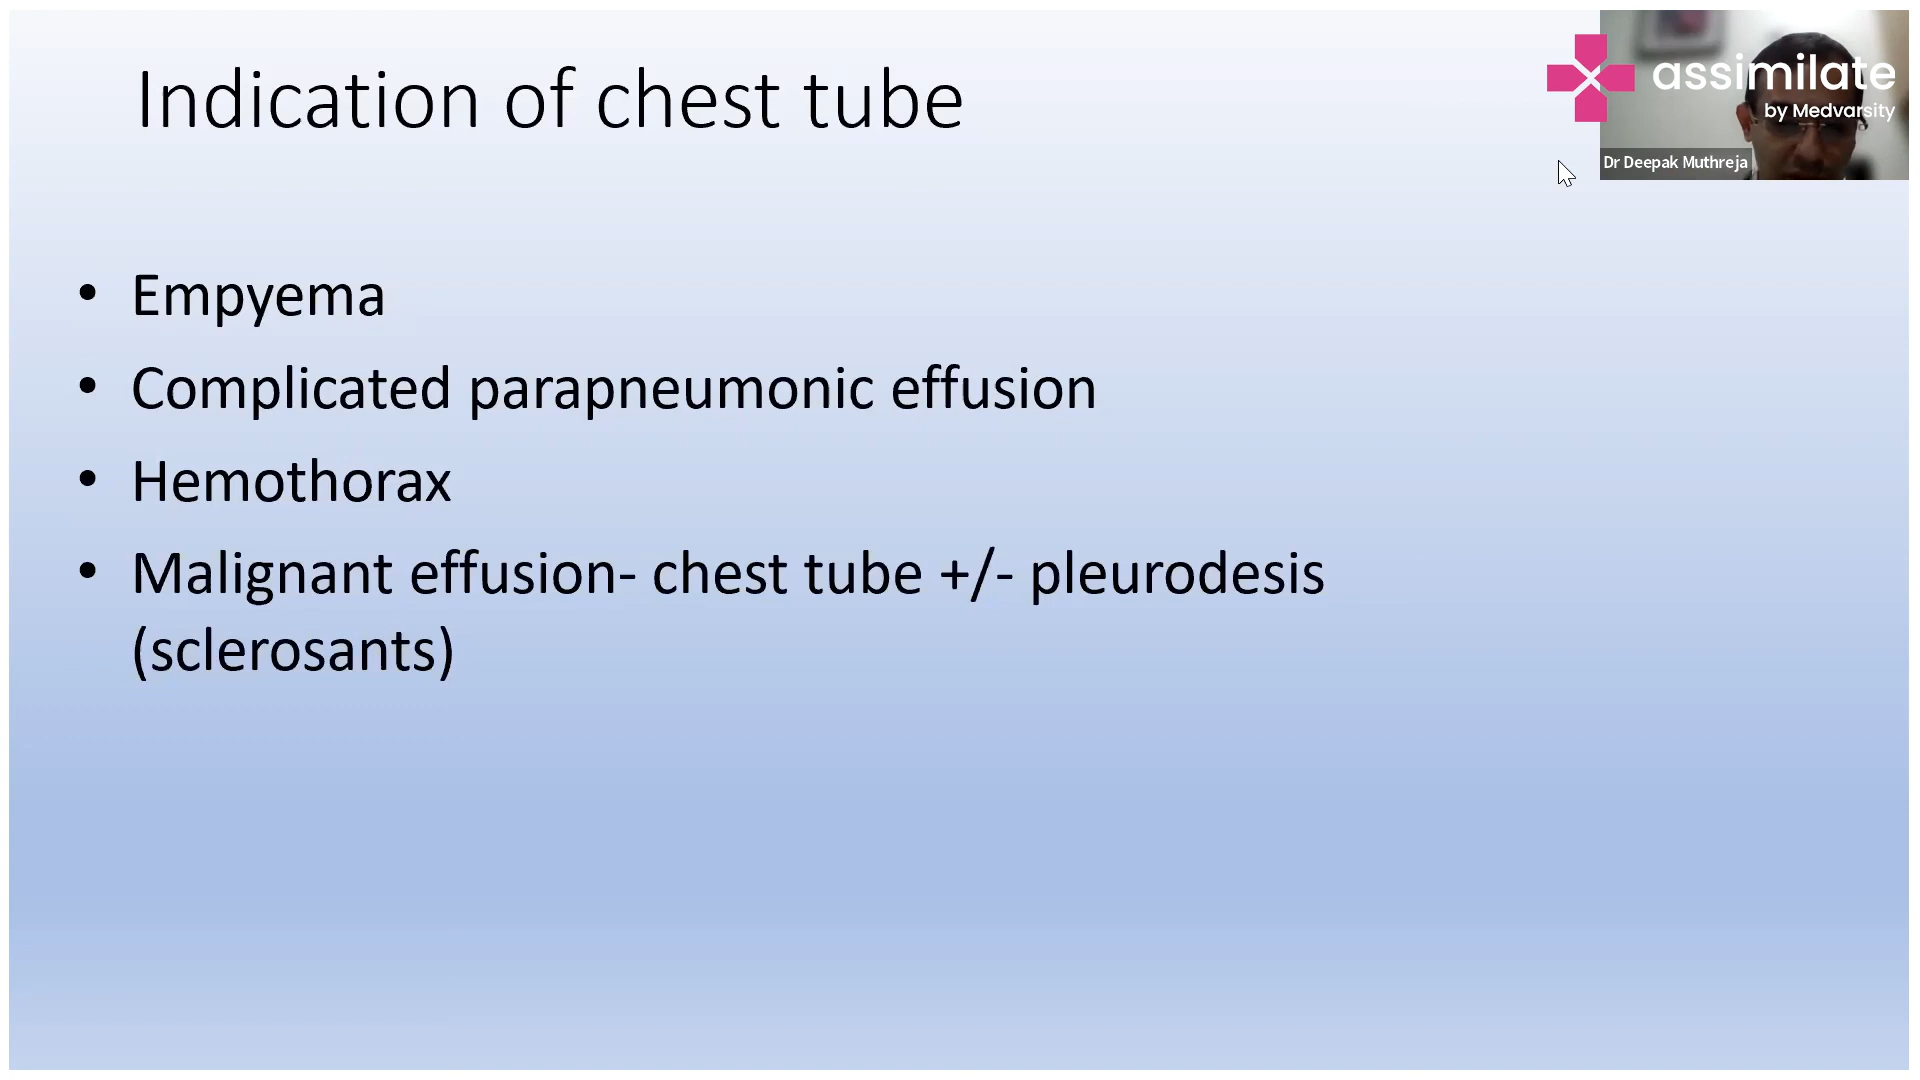 Indication of chest tube
assimilate
by Medvarsity
Dr Deepak Muthreja
• Empyema
• Complicated parapneumonic effusion
• Hemothorax
• Malignant effusion- chest tube +/- pleurodesis
(sclerosants)